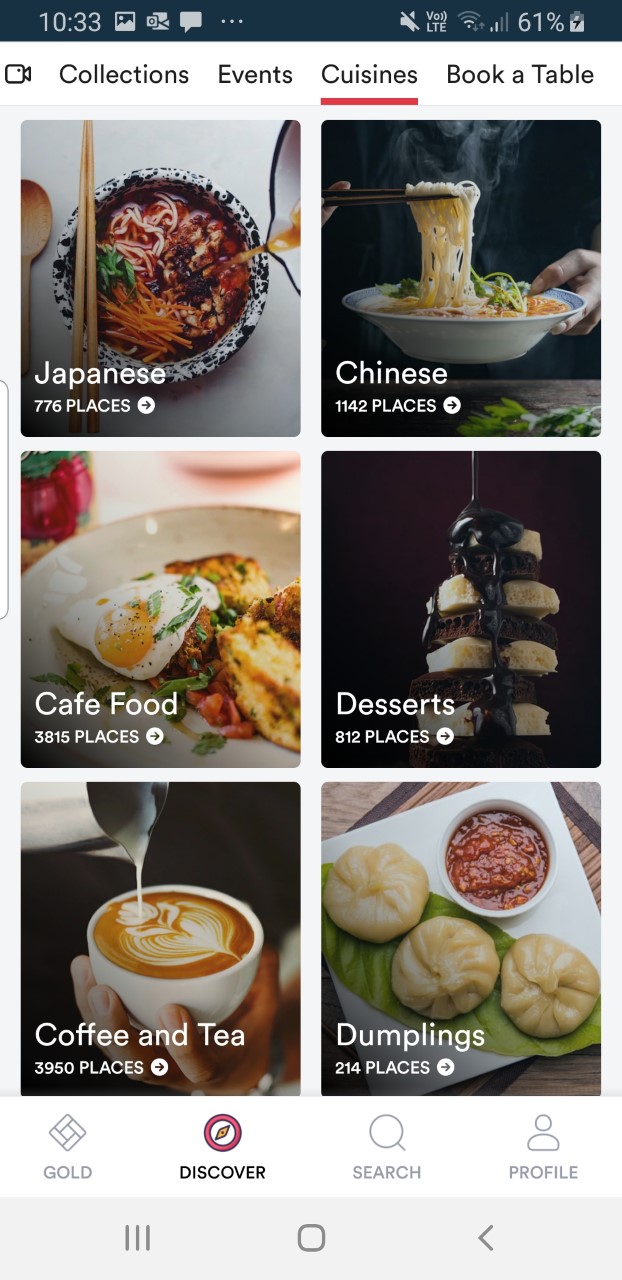 10:33
Vo)) LTE 61%
Collections Events Cuisines Book a Table
Japanese
776 PLACES
Chinese
1142 PLACES
Cafe Food
3815 PLACES
Desserts
812 PLACES
Coffee and Tea
3950 PLACES
Dumplings
214 PLACES
GOLD DISCOVER SEARCH PROFILE